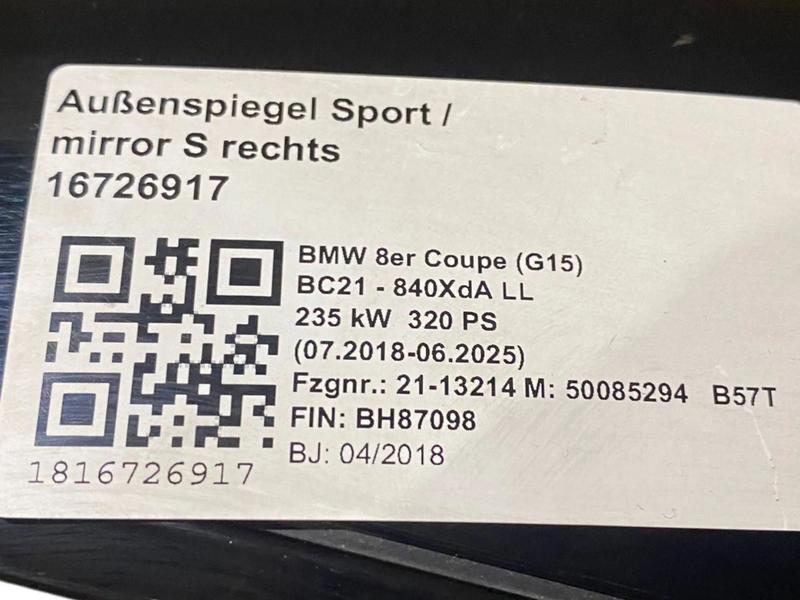 Außenspiegel Sport /
mirror S rechts
16726917
BMW 8er Coupe (G15)
BC21 - 840XdA LL
235 kW 320 PS
(07.2018-06.2025)
Fzgnr.: 21-13214 M: 50085294 B57T
FIN: BH87098
BJ: 04/2018
1816726917